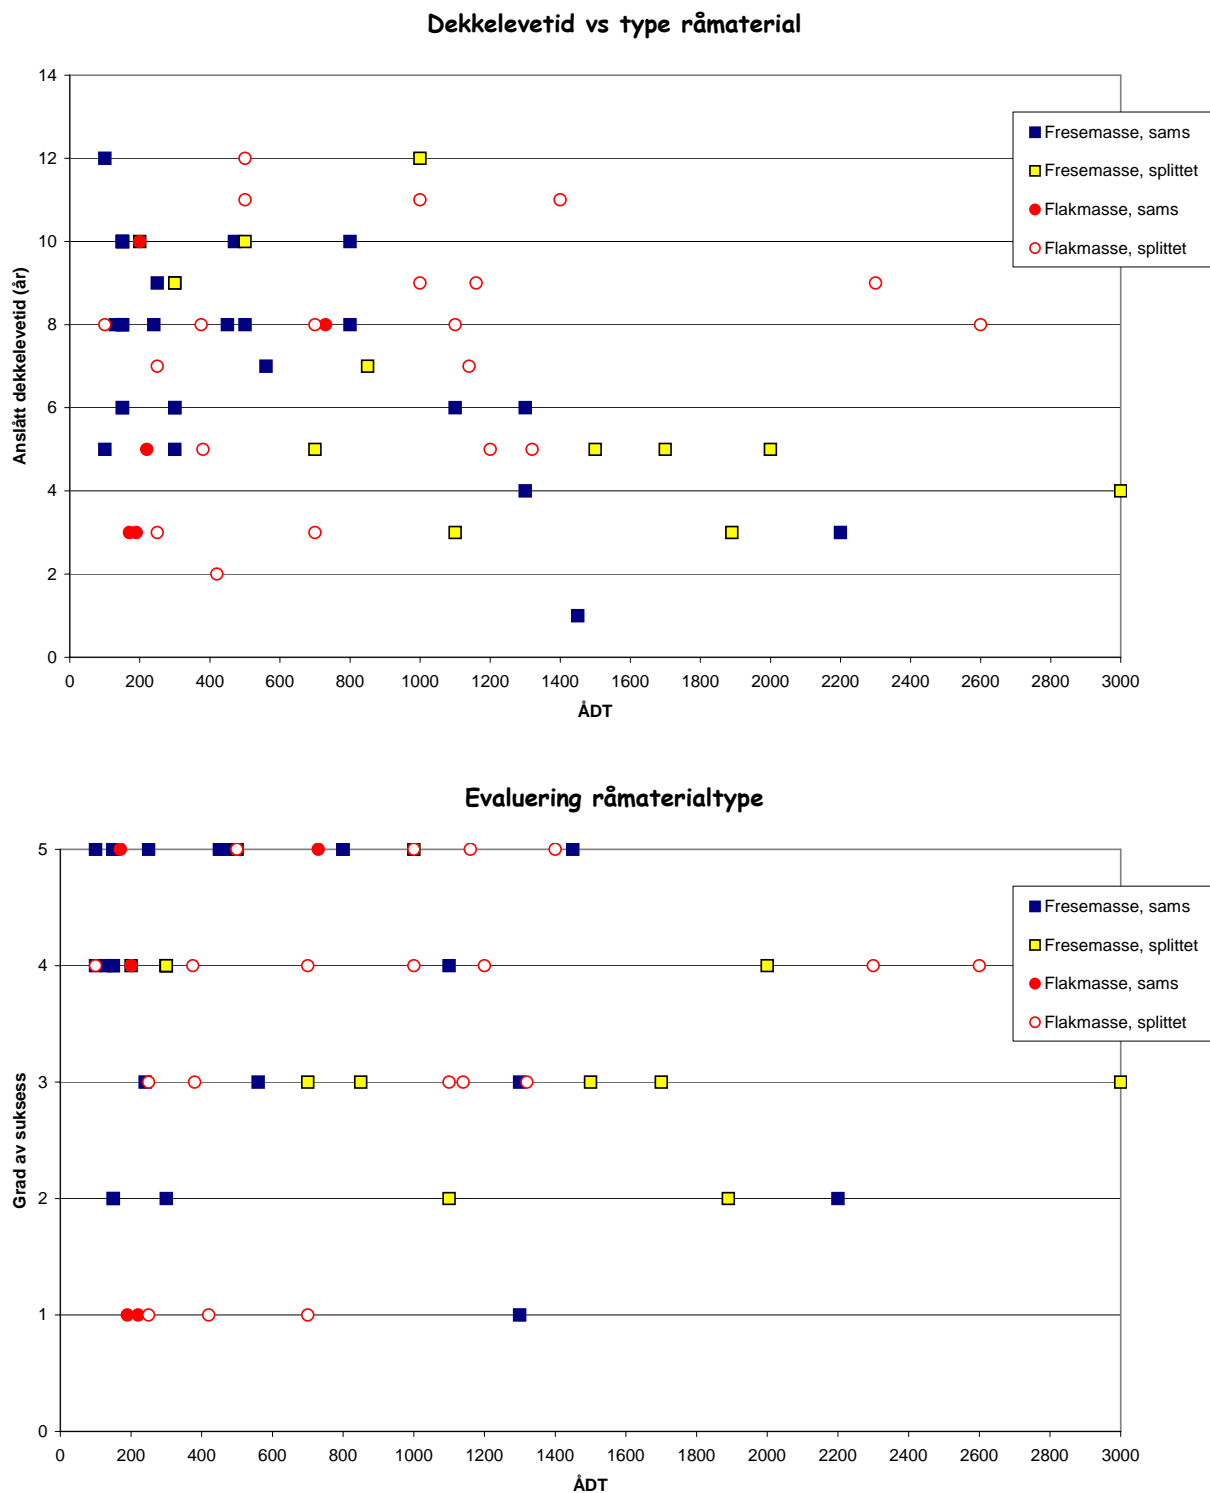 Dekkelevetid vs type råmaterial
14
12
10
8
6
4
2
0
Anslått dekkelevetid (år)
Fresemasse, sams
Fresemasse, splittet
Flakmasse, sams
Flakmasse, splittet
0 200 400 600 800 1000 1200 1400 1600 1800 2000 2200 2400 2600 2800 3000
ÅDT
Evaluering råmaterialtype
5
4
3
2
1
0
Grad av suksess
Fresemasse, sams
Fresemasse, splittet
Flakmasse, sams
Flakmasse, splittet
0 200 400 600 800 1000 1200 1400 1600 1800 2000 2200 2400 2600 2800 3000
ÅDT